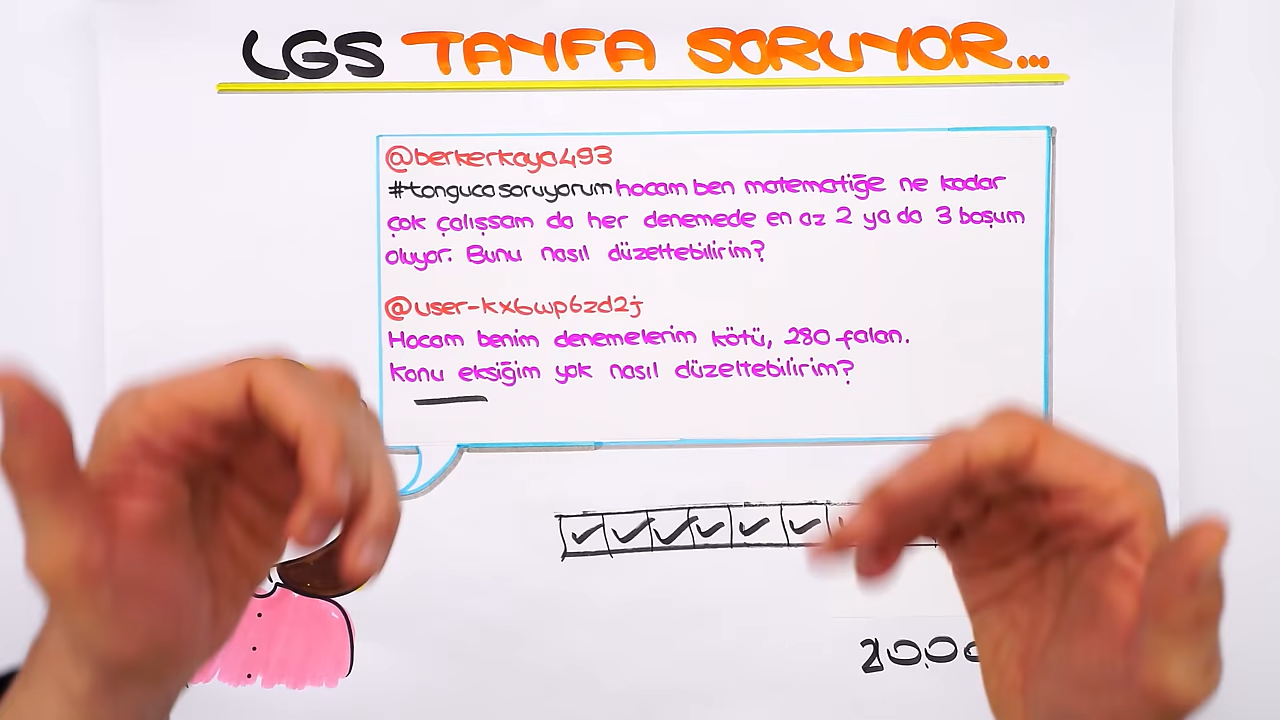 LGS TAYFA SORUYOR...
@berkerkaya493
#tongucasoruyorum hocam ben matematiğe ne kadar
çok çalışsam da her denemede en az 2 ya da 3 boşum
oluyor. Bunu nasıl düzeltebilirim?
@user-kx6wp6zd2j
Hocam benim denemelerim kötü, 280 falan.
Konu eksiğim yok nasıl düzeltebilirim?